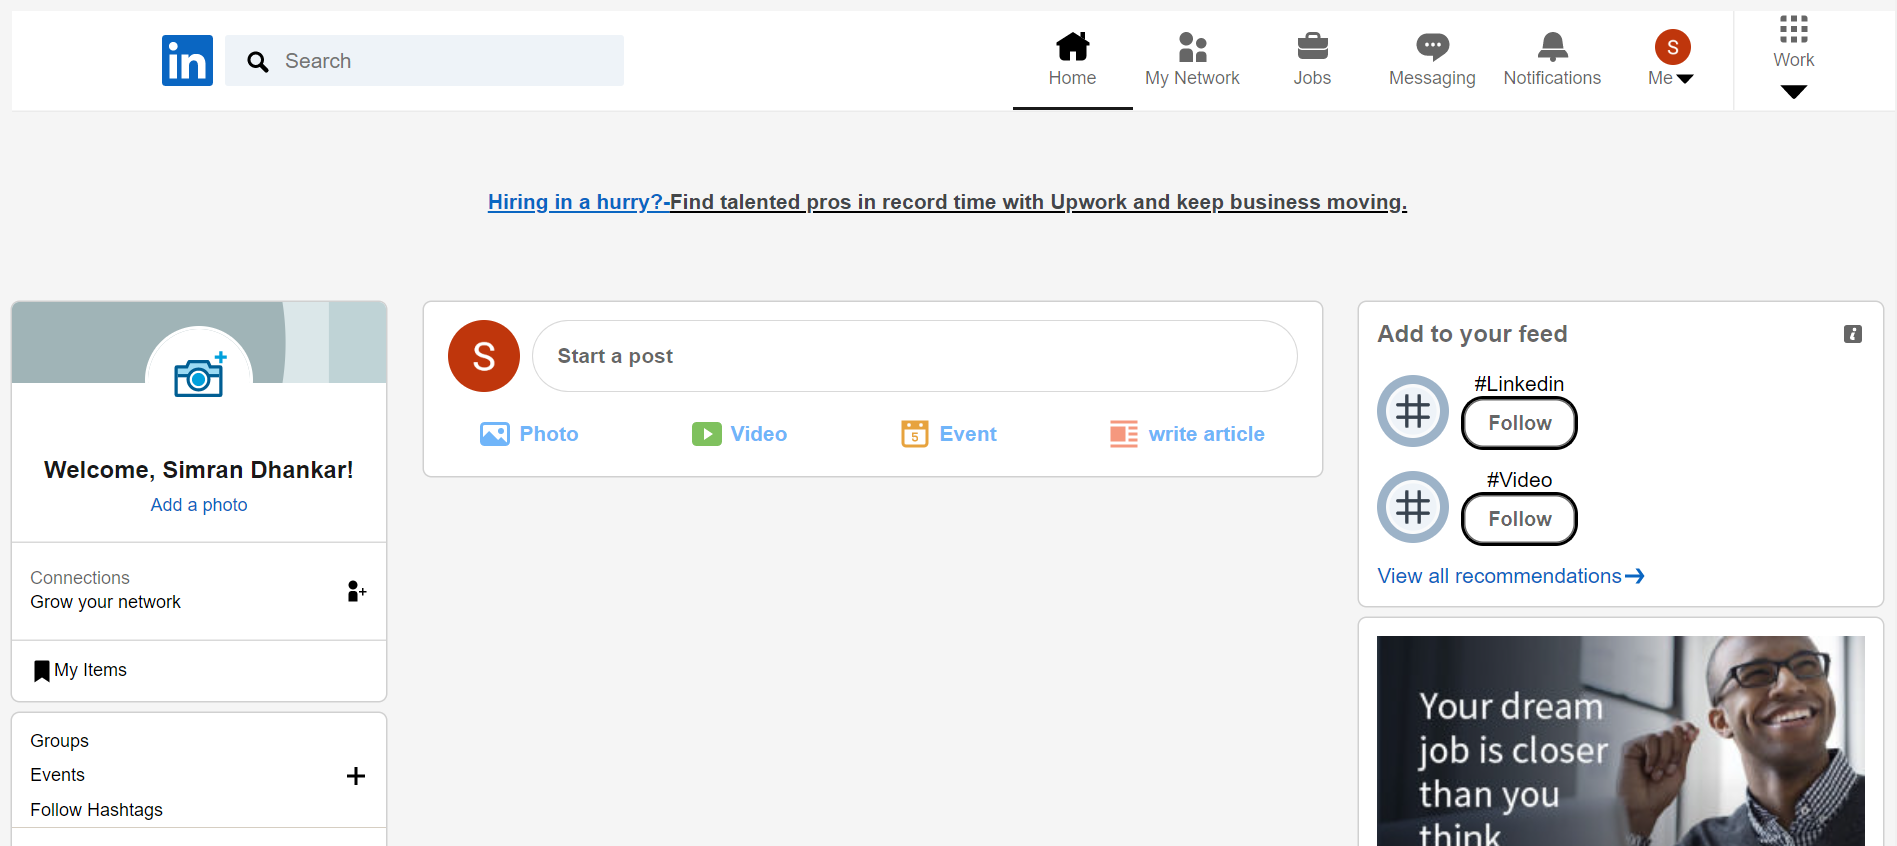 in
Search
Home
My Network
Jobs
Messaging
Notifications
S
Me
Work
Hiring in a hurry?-Find talented pros in record time with Upwork and keep business moving.
Welcome, Simran Dhankar!
Add a photo
Connections
Grow your network
My Items
Groups
Events
Follow Hashtags
S
Start a post
Photo
Video
5
Event
write article
Add to your feed
i
#Linkedin
Follow
#Video
Follow
View all recommendations
Your dream
job is closer
than you
think